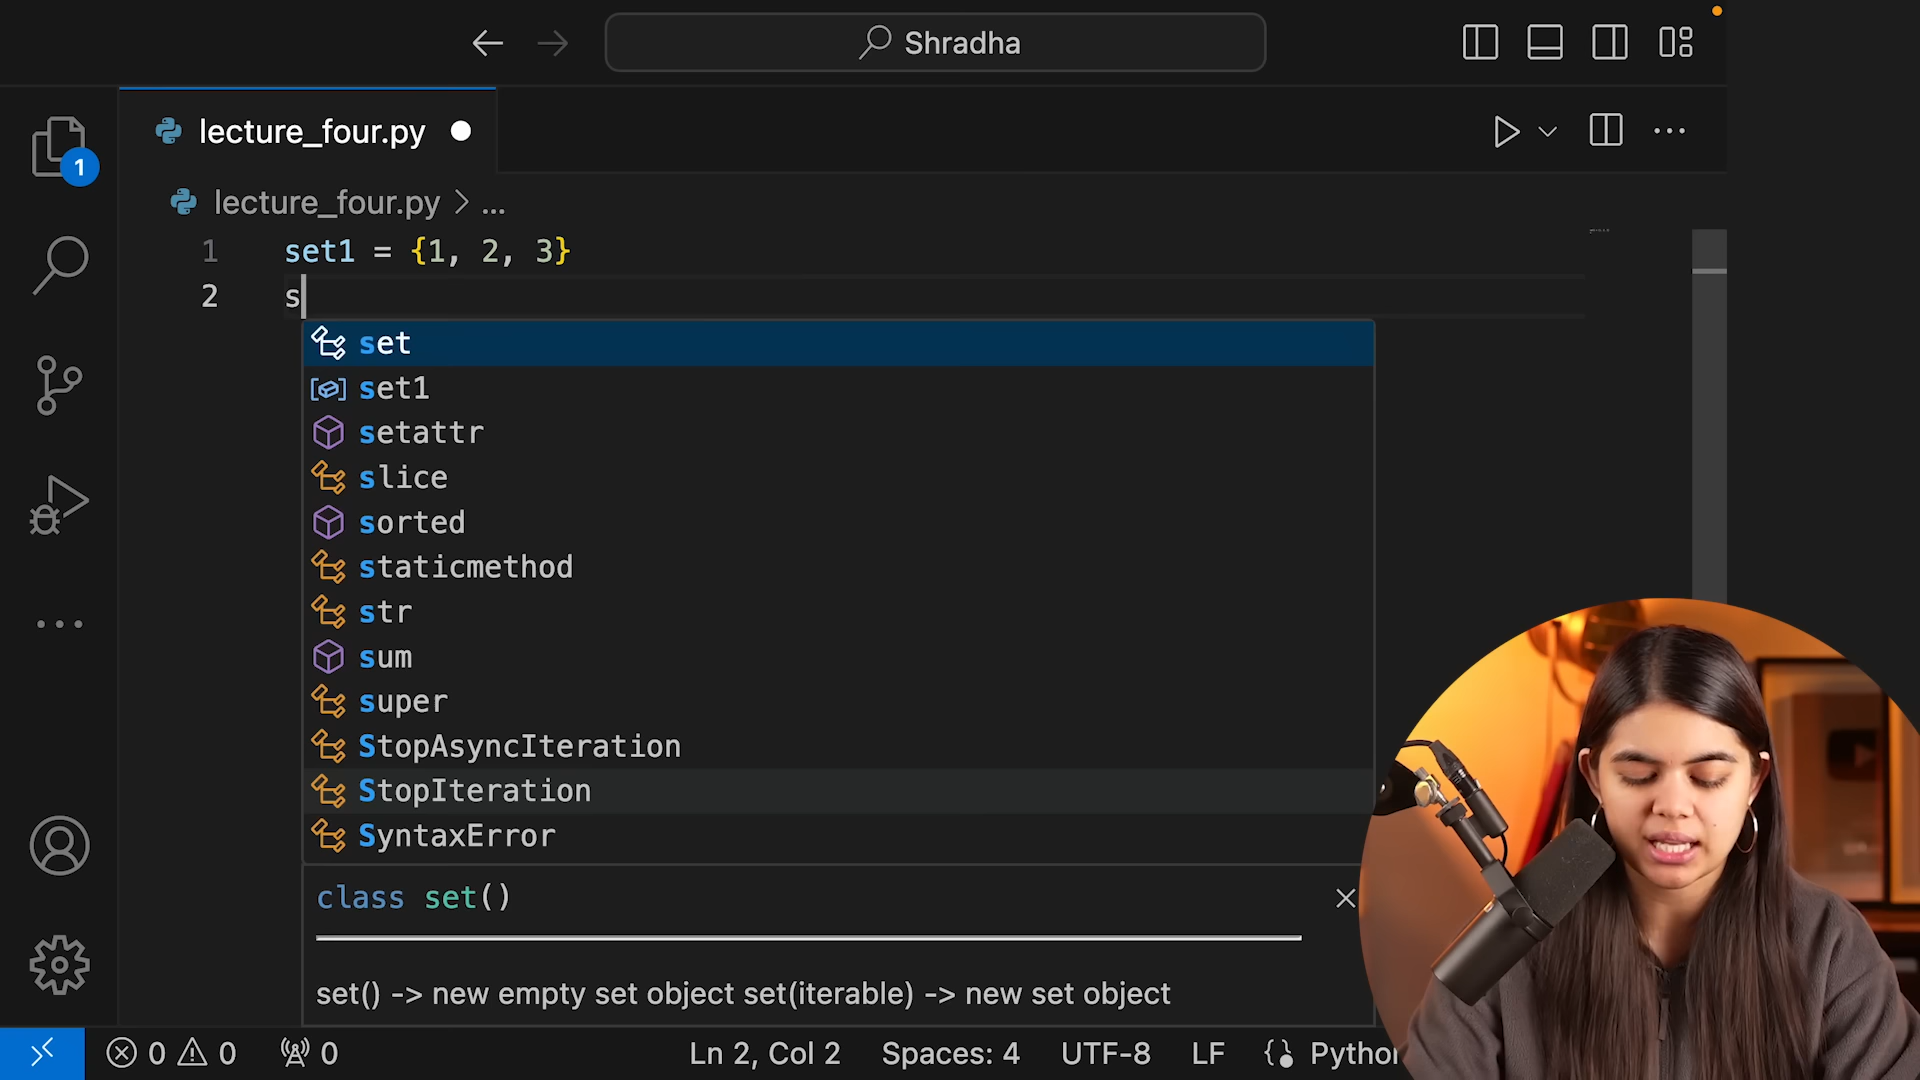 Shradha
lecture_four.py
1
lecture_four.py > ...
1 set1 = {1, 2, 3}
2 s
set
set1
setattr
slice
sorted
staticmethod
str
sum
super
StopAsyncIteration
StopIteration
SyntaxError
class set()
set() -> new empty set object set(iterable) -> new set object
0 0 0 Ln 2, Col 2 Spaces: 4 UTF-8 LF Python